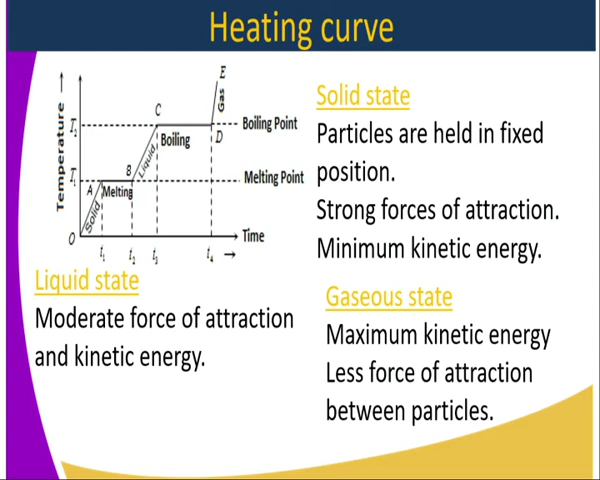 Heating curve
Temperature →
T₂
T₁
O
A
B
C
D
E
Solid
Melting
Liquid
Boiling
Gas
Boiling Point
Melting Point
Time
t₁
t₂
t₃
t₄ →
Solid state
Particles are held in fixed
position.
Strong forces of attraction.
Minimum kinetic energy.
Liquid state
Moderate force of attraction
and kinetic energy.
Gaseous state
Maximum kinetic energy
Less force of attraction
between particles.